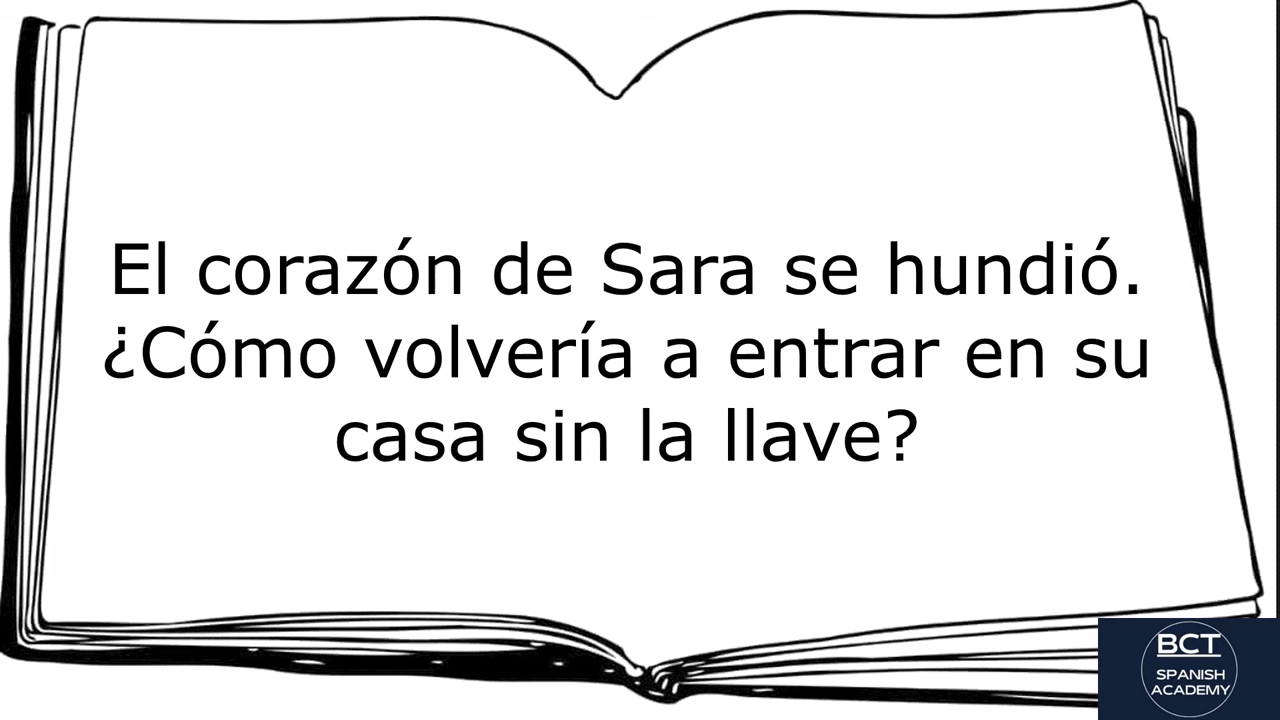 El corazón de Sara se hundió.
¿Cómo volvería a entrar en su
casa sin la llave?
BCT
SPANISH
ACADEMY